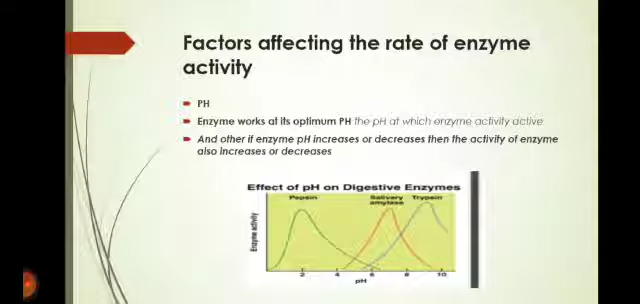 Factors affecting the rate of enzyme
activity
PH
Enzyme works at its optimum PH the pH at which enzyme activity active
And other if enzyme pH increases or decreases then the activity of enzyme
also increases or decreases
Effect of pH on Digestive Enzymes
Pepsin
Salivary
amylase
Trypsin
Enzyme activity
2 4 6 8 10
pH